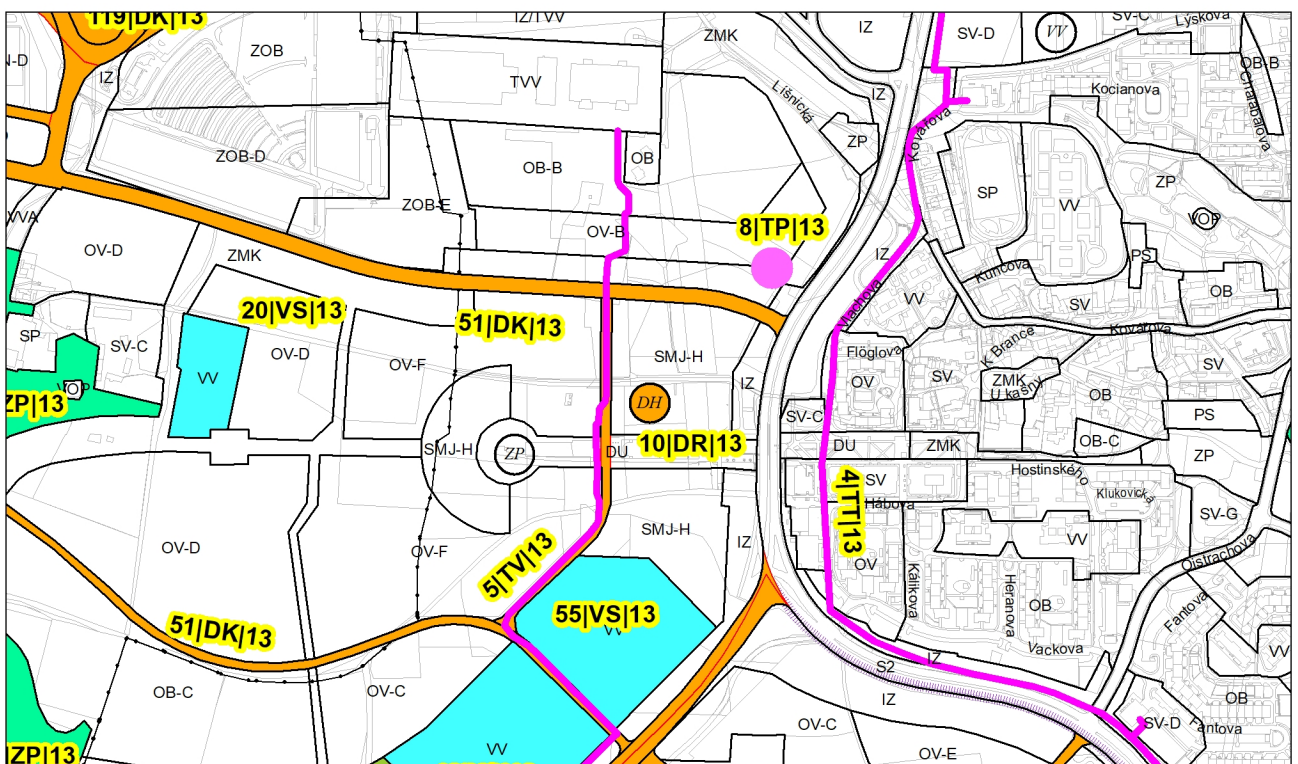 119|DK|13
IZ/TVV
ZMK
IZ
SV-D
VV
SV-C
Lýskova
N-D
IZ
ZOB
TVV
OB-B
Chalabalova
Kocianova
IZ
Líšnická
ZP
Kovářova
ZOB-D
OB-B
OB
SP
VV
ZP
VOP
ZOB-E
OV-B
8|TP|13
IZ
PS
OV-D
ZMK
Kuncova
SV
OB
VV
Vlachova
20|VS|13
51|DK|13
Kovářova
SP
SV-C
VV
OV-D
OV-F
SMJ-H
Flöglova
K Brance
SV
VOP
ZP|13
IZ
OV
SV
ZMK
U kašny
OB
DH
SV-C
PS
SMJ-H
ZP
DU
10|DR|13
DU
ZMK
OB-C
ZP
SV
Hostinského
Klukovická
4|TT|13
Hábova
SV-G
OV-D
OV-F
SMJ-H
IZ
VV
Oistrachova
5|TV|13
OV
Kálikova
Heranova
OB
Fantova
51|DK|13
55|VS|13
VV
Vackova
VV
IZ
S2
OB-C
OV-C
IZ
OB
SV-D
Fantova
OV-C
VV
OV-E
ZP|13